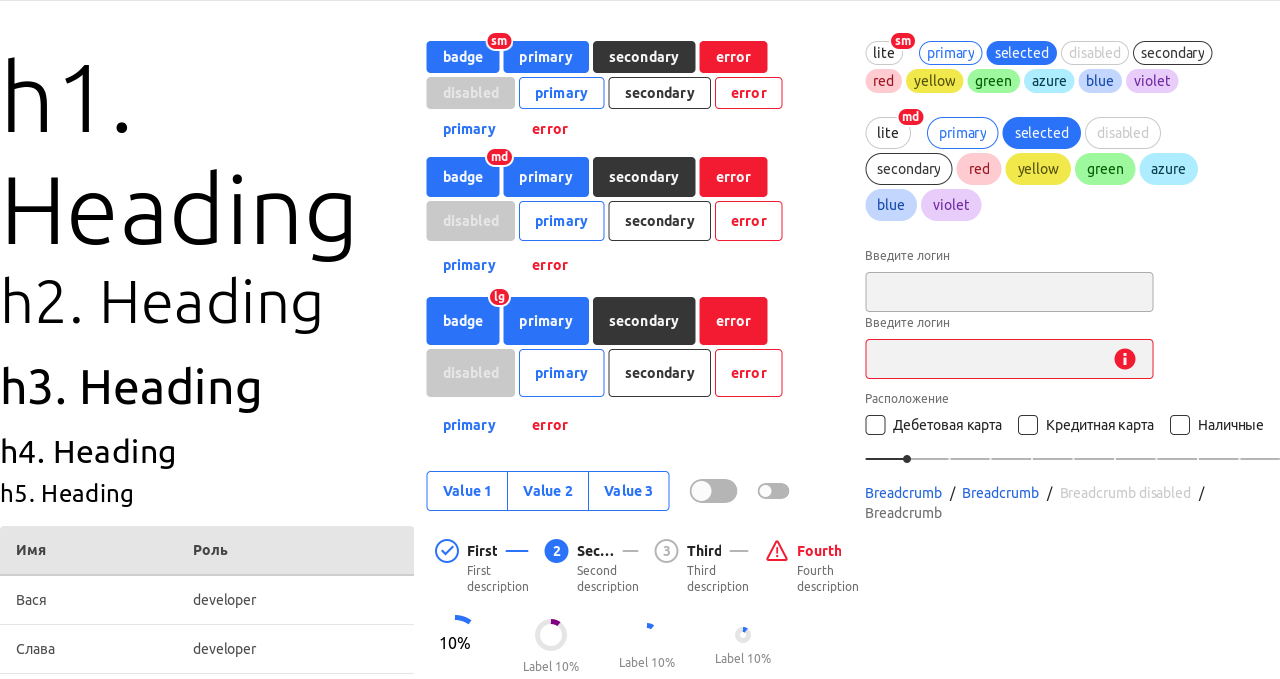 h1.
Heading
h2. Heading
h3. Heading
h4. Heading
h5. Heading
Имя Роль
Вася developer
Слава developer
sm
badge primary secondary error
disabled primary secondary error
primary error
md
badge primary secondary error
disabled primary secondary error
primary error
lg
badge primary secondary error
disabled primary secondary error
primary error
Value 1 Value 2 Value 3
First 2 Sec... 3 Third Fourth
First Second Third Fourth
description description description description
10%
Label 10% Label 10% Label 10%
sm
lite primary selected disabled secondary
red yellow green azure blue violet
md
lite primary selected disabled
secondary red yellow green azure
blue violet
Введите логин
Введите логин
Расположение
Дебетовая карта Кредитная карта Наличные
Breadcrumb / Breadcrumb / Breadcrumb disabled /
Breadcrumb